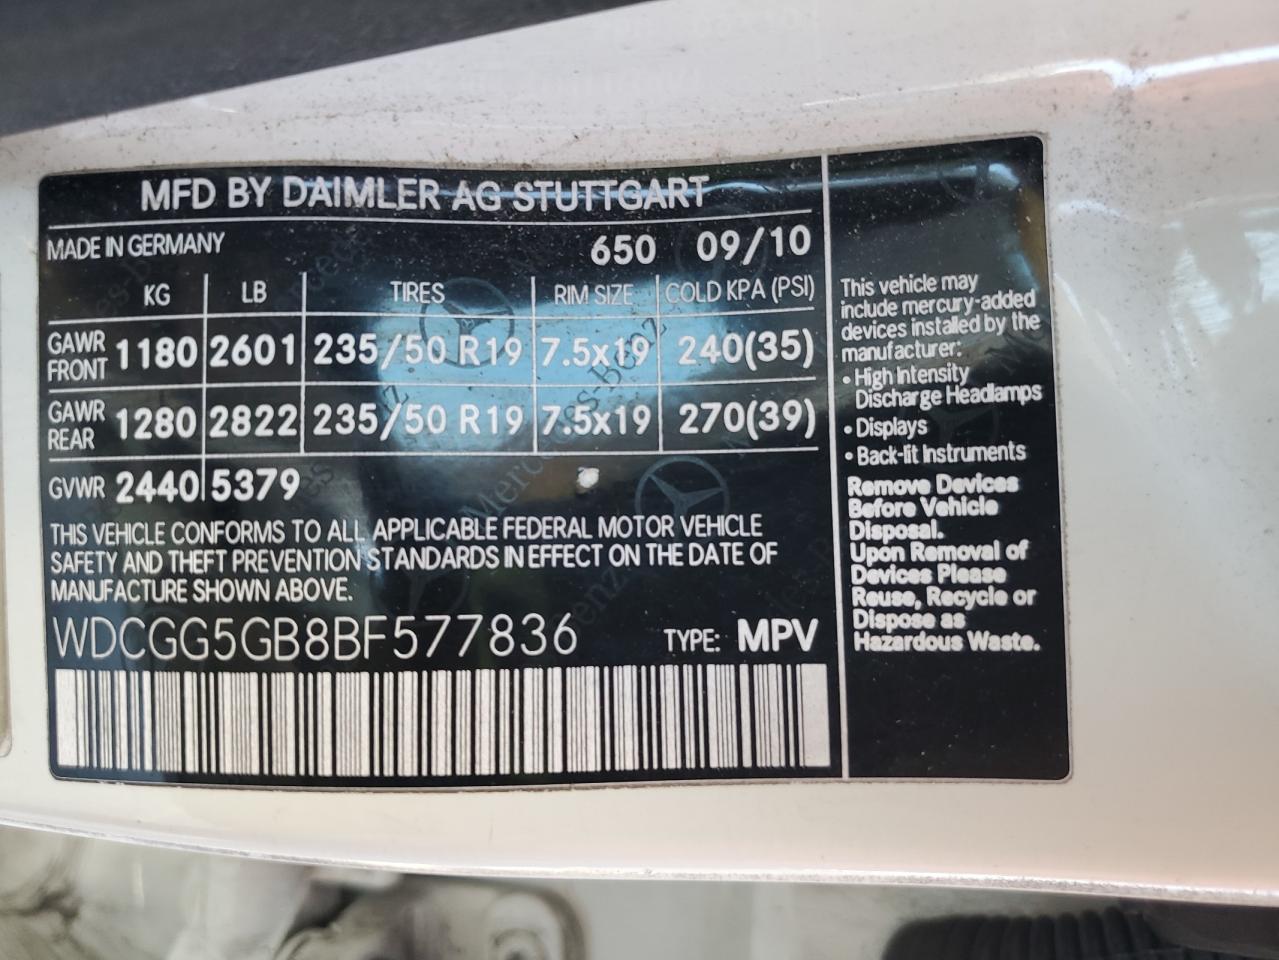 MFD BY DAIMLER AG STUTTGART
MADE IN GERMANY 650 09/10
KG LB TIRES RIM SIZE COLD KPA (PSI)
GAWR FRONT 1180 2601 235/50 R19 7.5x19 240(35)
GAWR REAR 1280 2822 235/50 R19 7.5x19 270(39)
GVWR 2440 5379
THIS VEHICLE CONFORMS TO ALL APPLICABLE FEDERAL MOTOR VEHICLE
SAFETY AND THEFT PREVENTION STANDARDS IN EFFECT ON THE DATE OF
MANUFACTURE SHOWN ABOVE.
WDCGG5GB8BF577836 TYPE: MPV
This vehicle may
include mercury-added
devices installed by the
manufacturer:
• High Intensity
Discharge Headlamps
• Displays
• Back-lit Instruments
Remove Devices
Before Vehicle
Disposal.
Upon Removal of
Devices Please
Reuse, Recycle or
Dispose as
Hazardous Waste.